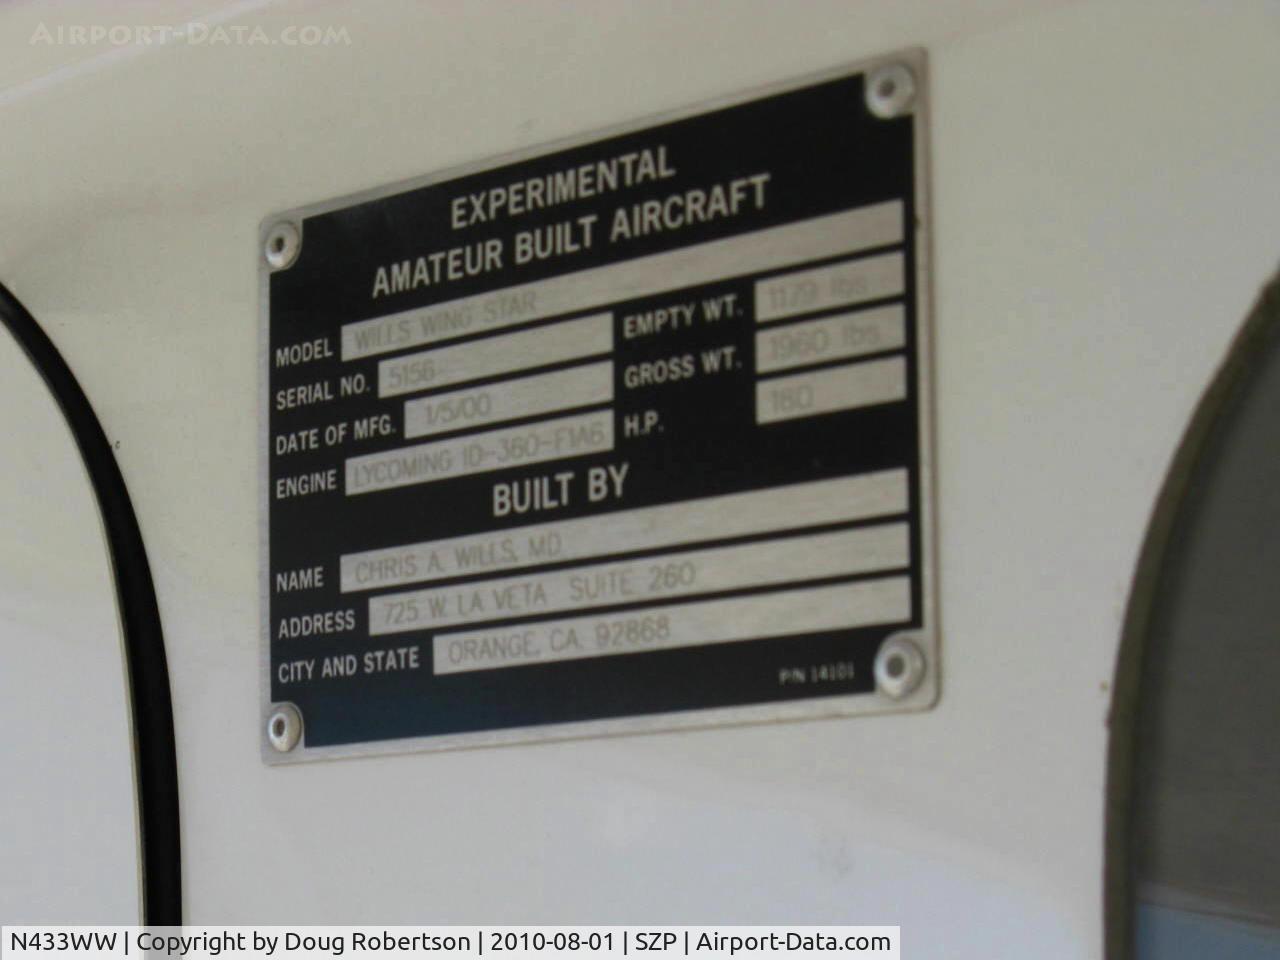 AIRPORT-DATA.COM
EXPERIMENTAL
AMATEUR BUILT AIRCRAFT
MODEL WILLS WING STAR
SERIAL NO. 5156 EMPTY WT. 1179 lbs
DATE OF MFG. 1/5/00 GROSS WT. 1960 lbs
ENGINE LYCOMING IO-360-F1A6 H.P. 180
BUILT BY
NAME CHRIS A. WILLS, MD
ADDRESS 725 W. LA VETA SUITE 260
CITY AND STATE ORANGE, CA. 92868
P/N 14101
N433WW | Copyright by Doug Robertson | 2010-08-01 | SZP | Airport-Data.com